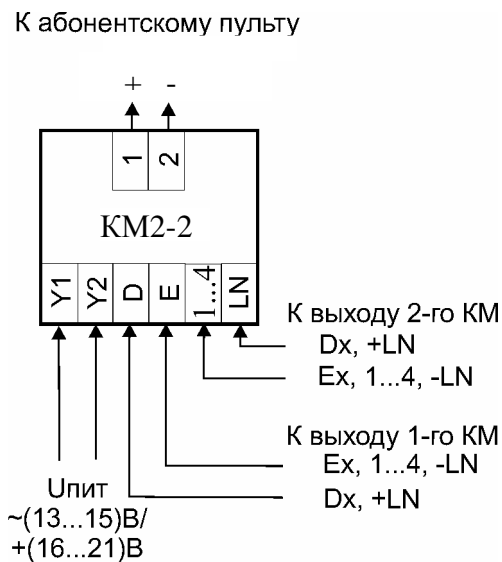 К абонентскому пульту
+ -
1 2
КМ2-2
Y1 Y2 D E 1...4 LN
К выходу 2-го КМ
Dx, +LN
Ex, 1...4, -LN
К выходу 1-го КМ
Ex, 1...4, -LN
Dx, +LN
Uпит
~(13...15)В/
+(16...21)В